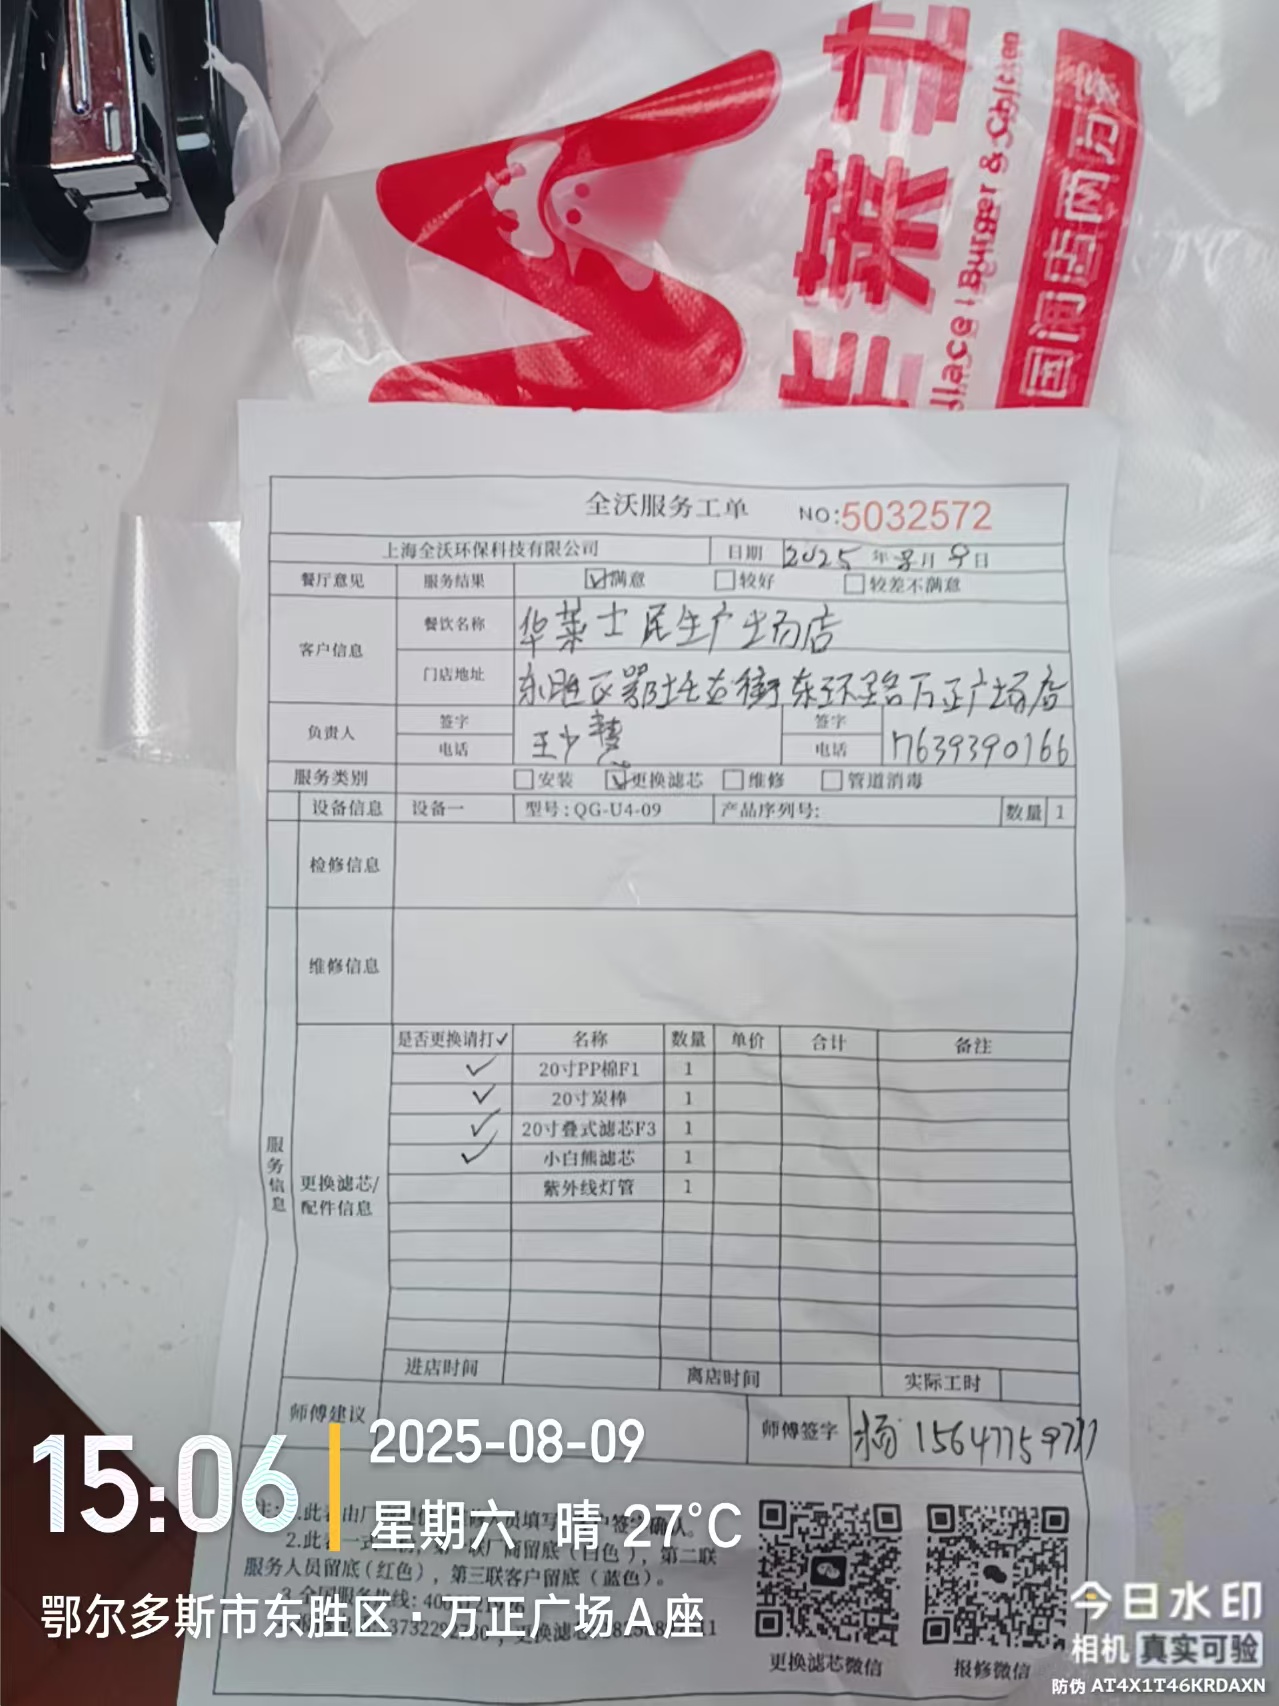 华莱士
Burger & Chicken
全沃服务工单 NO:5032572
上海全沃环保科技有限公司 日期 2025年8月9日
餐厅意见 服务结果 满意 较好 较差不满意
客户信息 餐饮名称 华莱士民生广场店
门店地址 东胜区鄂尔多斯街东环路万正广场店
负责人 签字 签字
电话 电话 17639390166
服务类别 安装 更换滤芯 维修 管道消毒
设备信息 设备一 型号:QG-U4-09 产品序列号: 数量 1
检修信息
维修信息
服务信息
更换滤芯/配件信息
是否更换请打✓ 名称 数量 单价 合计 备注
✓ 20寸PP棉F1 1
✓ 20寸炭棒 1
✓ 20寸叠式滤芯F3 1
✓ 小白熊滤芯 1
紫外线灯管 1
进店时间 离店时间 实际工时
师傅建议 师傅签字 杨
服务人员留底(红色),第三联客户留底(蓝色)。
更换滤芯微信 报修微信
15:06
2025-08-09
星期六 晴 27°C
鄂尔多斯市东胜区·万正广场A座
今日水印
相机 真实可验
防伪 AT4X1T46KRDAXN